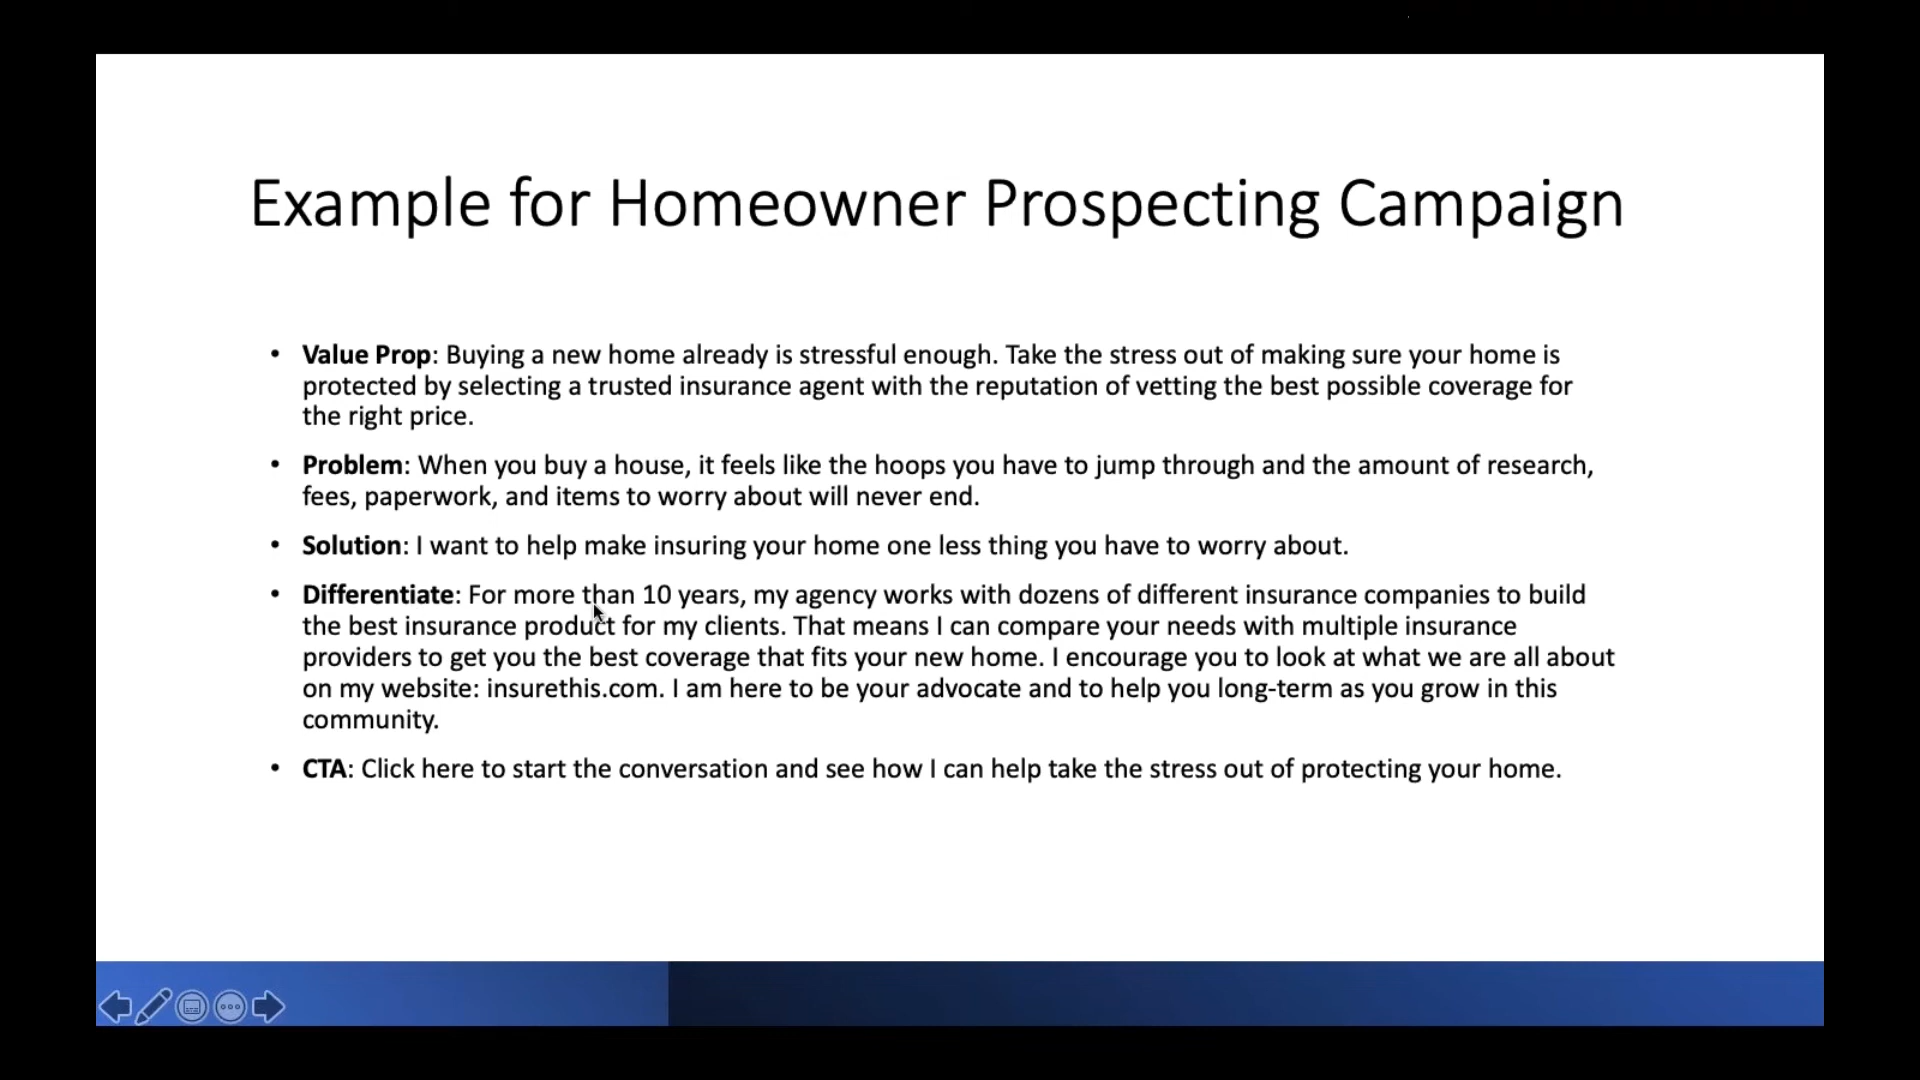 Example for Homeowner Prospecting Campaign
• Value Prop: Buying a new home already is stressful enough. Take the stress out of making sure your home is
protected by selecting a trusted insurance agent with the reputation of vetting the best possible coverage for
the right price.
• Problem: When you buy a house, it feels like the hoops you have to jump through and the amount of research,
fees, paperwork, and items to worry about will never end.
• Solution: I want to help make insuring your home one less thing you have to worry about.
• Differentiate: For more than 10 years, my agency works with dozens of different insurance companies to build
the best insurance product for my clients. That means I can compare your needs with multiple insurance
providers to get you the best coverage that fits your new home. I encourage you to look at what we are all about
on my website: insurethis.com. I am here to be your advocate and to help you long-term as you grow in this
community.
• CTA: Click here to start the conversation and see how I can help take the stress out of protecting your home.